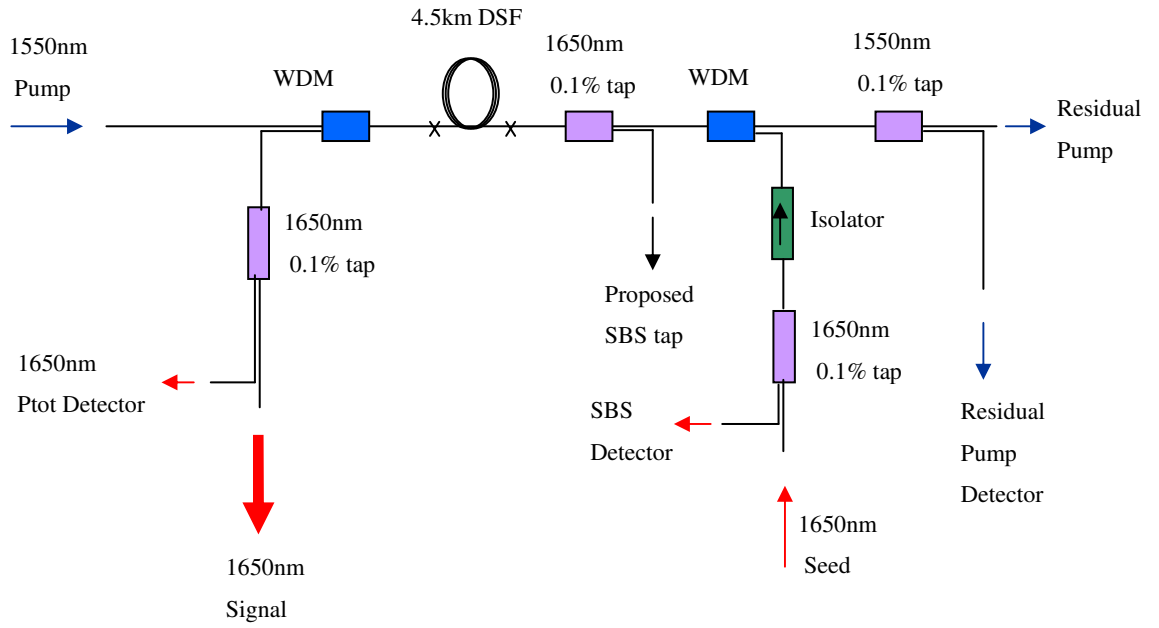 4.5km DSF
1550nm
Pump
WDM
1650nm
0.1% tap
WDM
1550nm
0.1% tap
Residual
Pump
1650nm
0.1% tap
Isolator
Proposed
SBS tap
1650nm
0.1% tap
1650nm
Ptot Detector
SBS
Detector
Residual
Pump
Detector
1650nm
Seed
1650nm
Signal